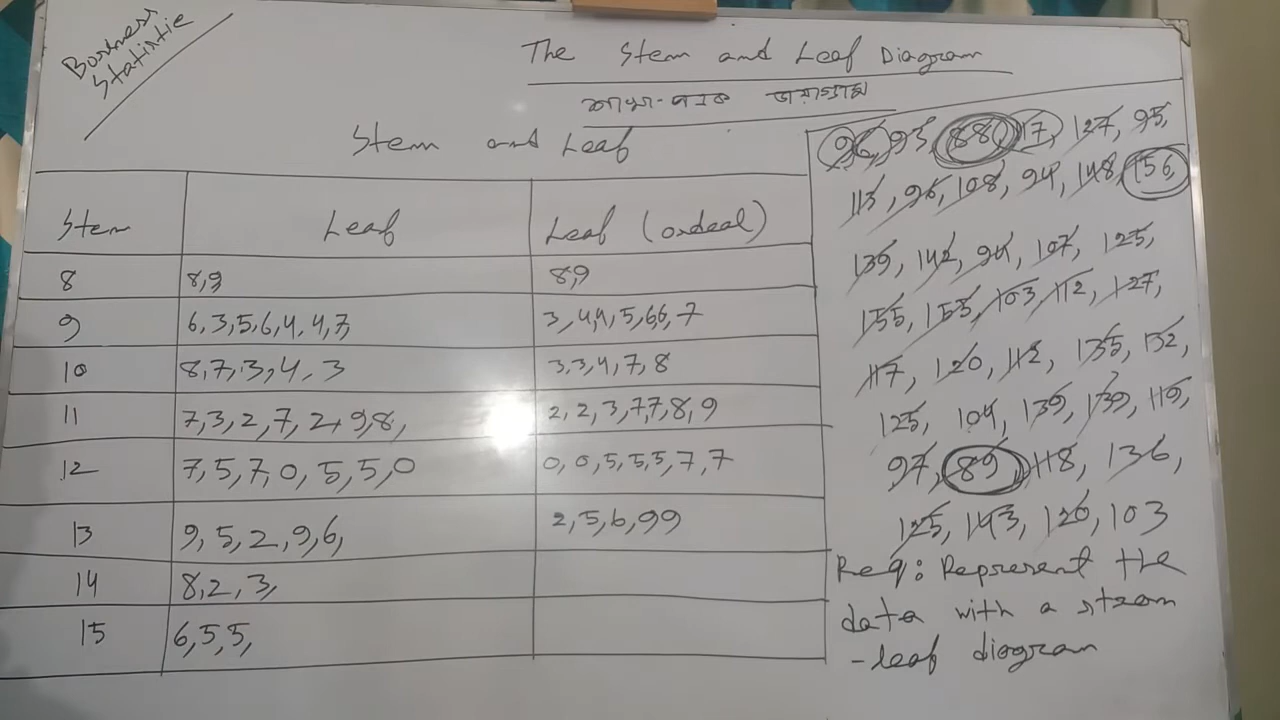 Business
Statistic
The Stem and Leaf Diagram
শাখা-পত্রক ডায়াগ্রাম
Stem and Leaf
Stem Leaf Leaf (ordeal)
8 8,9 8,9
9 6,3,5,6,4,4,7, 3,4,4,5,6,6,7
10 8,7,3,4,3 3,3,4,7,8
11 7,3,2,7,2,9,8, 2,2,3,7,7,8,9
12 7,5,7,0,5,5,0 0,0,5,5,5,7,7
13 9,5,2,9,6, 2,5,6,99
14 8,2,3,
15 6,5,5,
96, 93, 88, 117, 127, 95,
113, 96, 108, 94, 148, 156,
139, 142, 94, 107, 125,
155, 155, 103, 112, 127,
117, 120, 112, 135, 132,
125, 104, 139, 139, 119,
97, 89, 118, 136,
125, 143, 120, 103
Req: Represent the
data with a steam
-leaf diagram